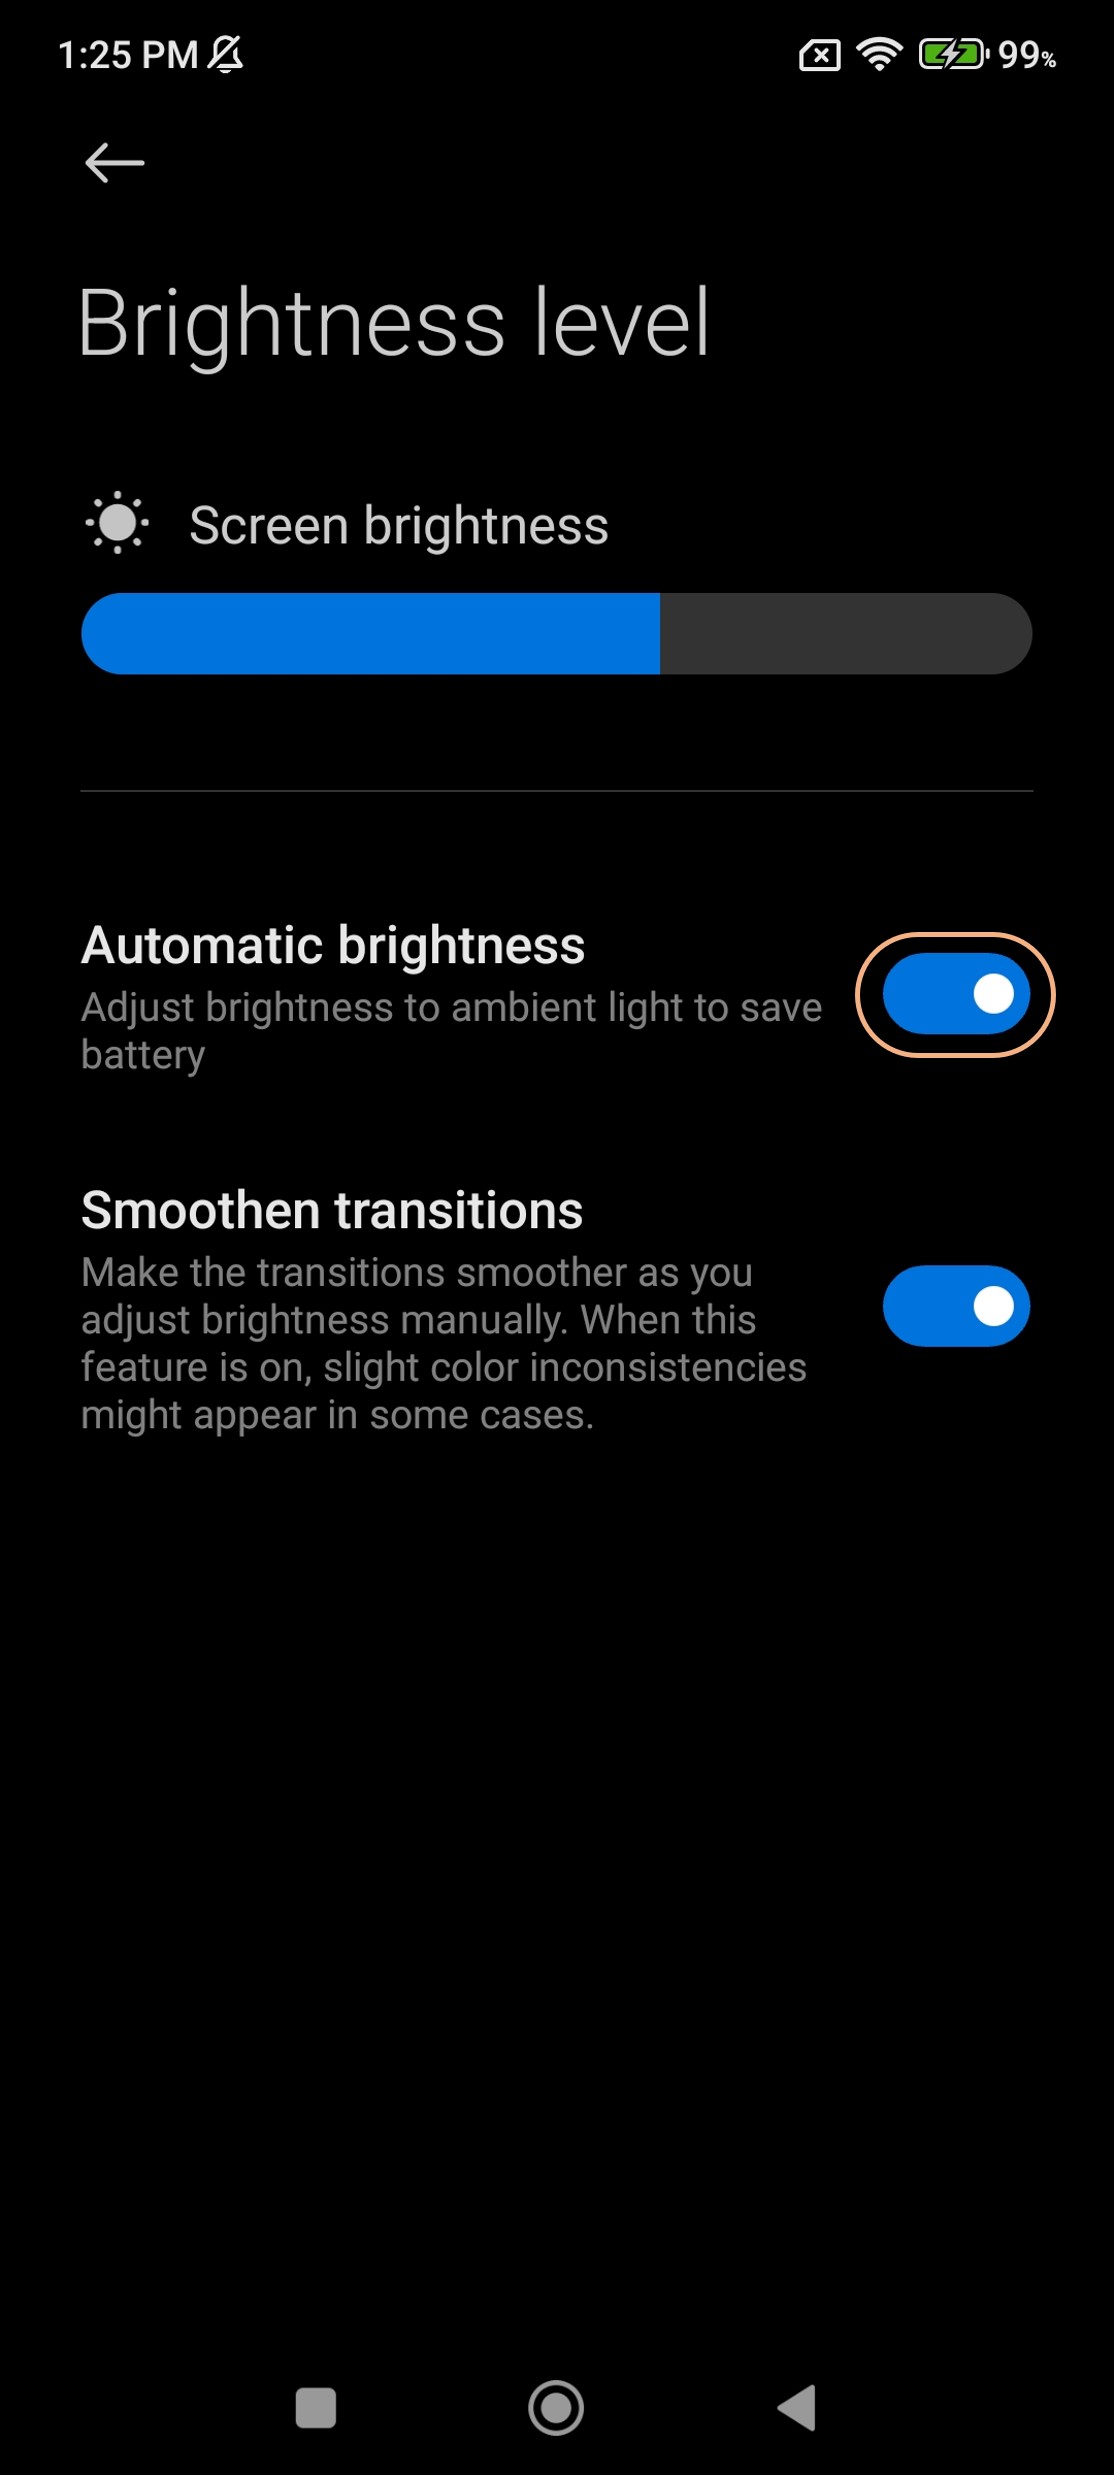 1:25 PM 99%
Brightness level
Screen brightness
Automatic brightness
Adjust brightness to ambient light to save
battery
Smoothen transitions
Make the transitions smoother as you
adjust brightness manually. When this
feature is on, slight color inconsistencies
might appear in some cases.